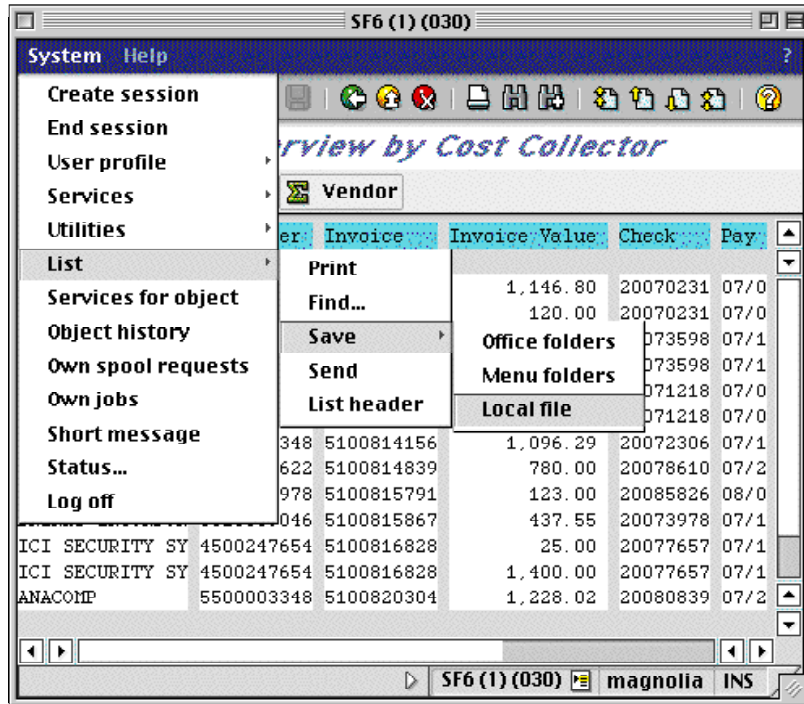 SF6 (1) (030)
System Help ?
Create session
End session
User profile
Services
Utilities
List
Services for object
Object history
Own spool requests
Own jobs
Short message
Status...
Log off
Print
Find...
Save
Send
List header
Office folders
Menu folders
Local file
rview by Cost Collector
Vendor
er Invoice Invoice Value Check Pay
1,146.80 20070231 07/0
120.00 20070231 07/0
073598 07/1
073598 07/1
071218 07/0
071218 07/0
348 5100814156 1,096.29 20072306 07/1
622 5100814839 780.00 20078610 07/2
978 5100815791 123.00 20085826 08/0
046 5100815867 437.55 20073978 07/1
ICI SECURITY SY 4500247654 5100816828 25.00 20077657 07/1
ICI SECURITY SY 4500247654 5100816828 1,400.00 20077657 07/1
ANACOMP 5500003348 5100820304 1,228.02 20080839 07/2
SF6 (1) (030) magnolia INS